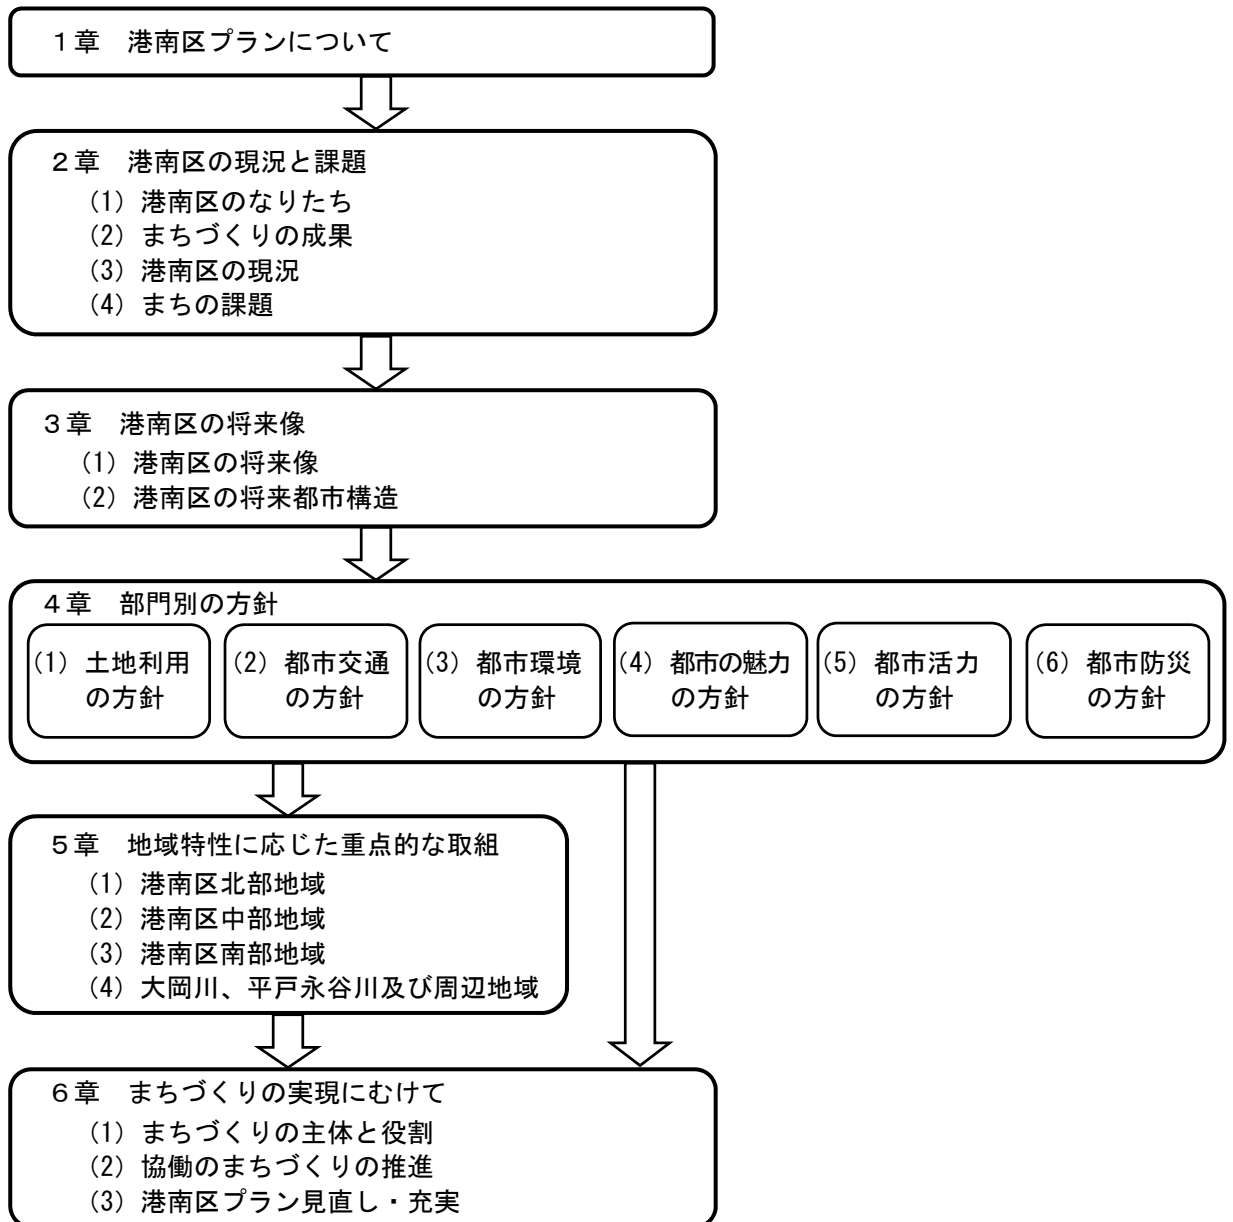 １章　港南区プランについて
２章　港南区の現況と課題
(1) 港南区のなりたち
(2) まちづくりの成果
(3) 港南区の現況
(4) まちの課題
３章　港南区の将来像
(1) 港南区の将来像
(2) 港南区の将来都市構造
４章　部門別の方針
(1) 土地利用
の方針
(2) 都市交通
の方針
(3) 都市環境
の方針
(4) 都市の魅力
の方針
(5) 都市活力
の方針
(6) 都市防災
の方針
５章　地域特性に応じた重点的な取組
(1) 港南区北部地域
(2) 港南区中部地域
(3) 港南区南部地域
(4) 大岡川、平戸永谷川及び周辺地域
６章　まちづくりの実現にむけて
(1) まちづくりの主体と役割
(2) 協働のまちづくりの推進
(3) 港南区プラン見直し・充実